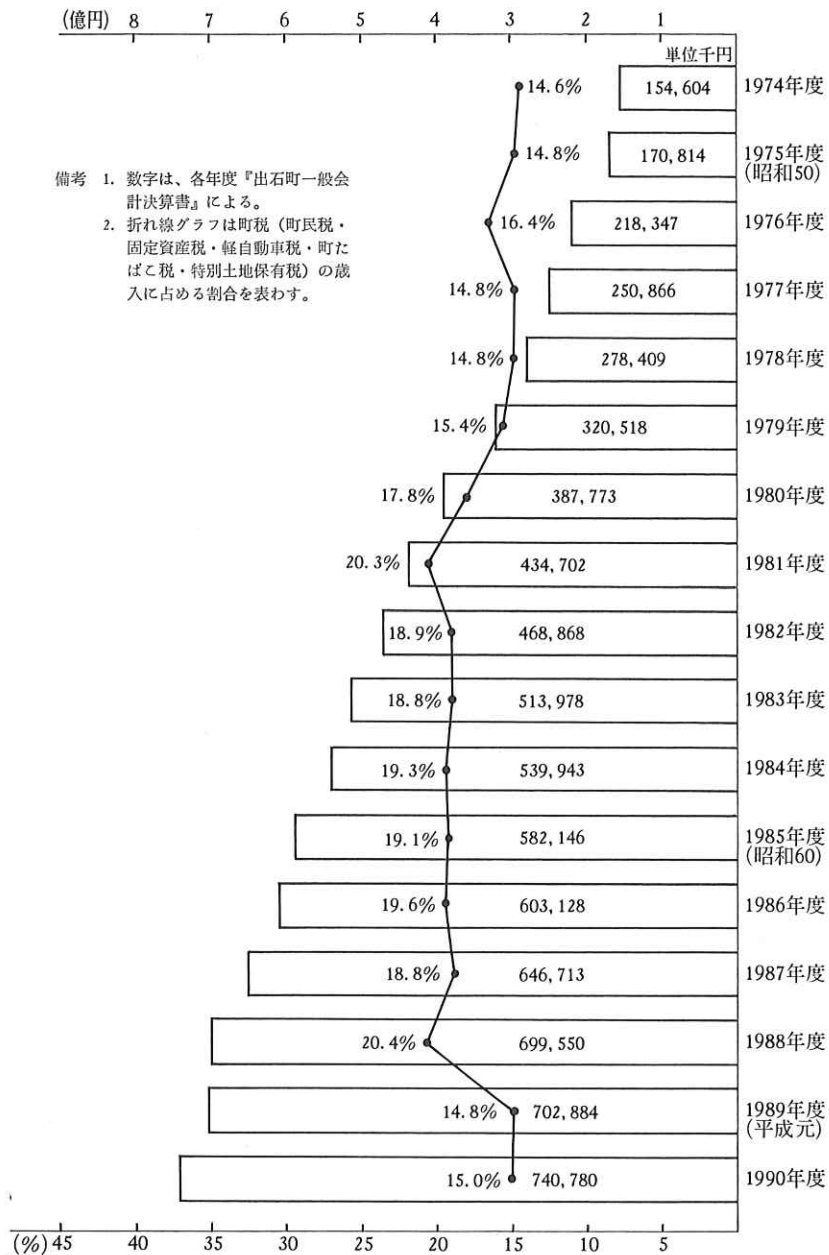 (億円) 8 7 6 5 4 3 2 1
単位千円
14.6% 154,604 1974年度
14.8% 170,814 1975年度
(昭和50)
備考 1. 数字は、各年度『出石町一般会
計決算書』による。
2. 折れ線グラフは町税（町民税・
固定資産税・軽自動車税・町た
ばこ税・特別土地保有税）の歳
入に占める割合を表わす。
16.4% 218,347 1976年度
14.8% 250,866 1977年度
14.8% 278,409 1978年度
15.4% 320,518 1979年度
17.8% 387,773 1980年度
20.3% 434,702 1981年度
18.9% 468,868 1982年度
18.8% 513,978 1983年度
19.3% 539,943 1984年度
19.1% 582,146 1985年度
(昭和60)
19.6% 603,128 1986年度
18.8% 646,713 1987年度
20.4% 699,550 1988年度
14.8% 702,884 1989年度
(平成元)
15.0% 740,780 1990年度
(%) 45 40 35 30 25 20 15 10 5